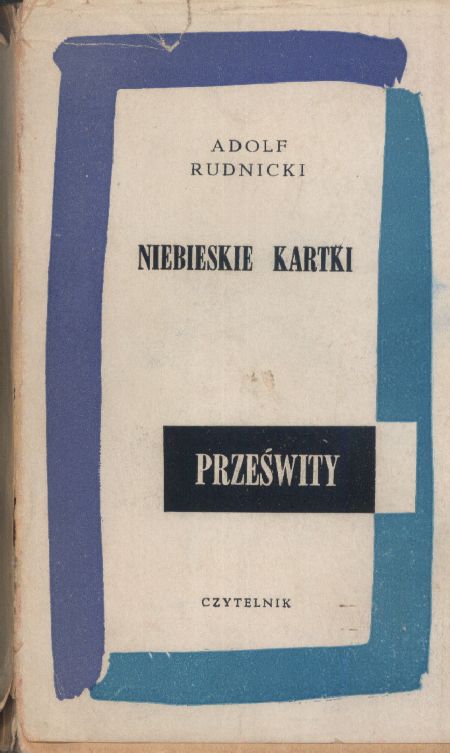 ADOLF
RUDNICKI
NIEBIESKIE KARTKI
PRZEŚWITY
CZYTELNIK